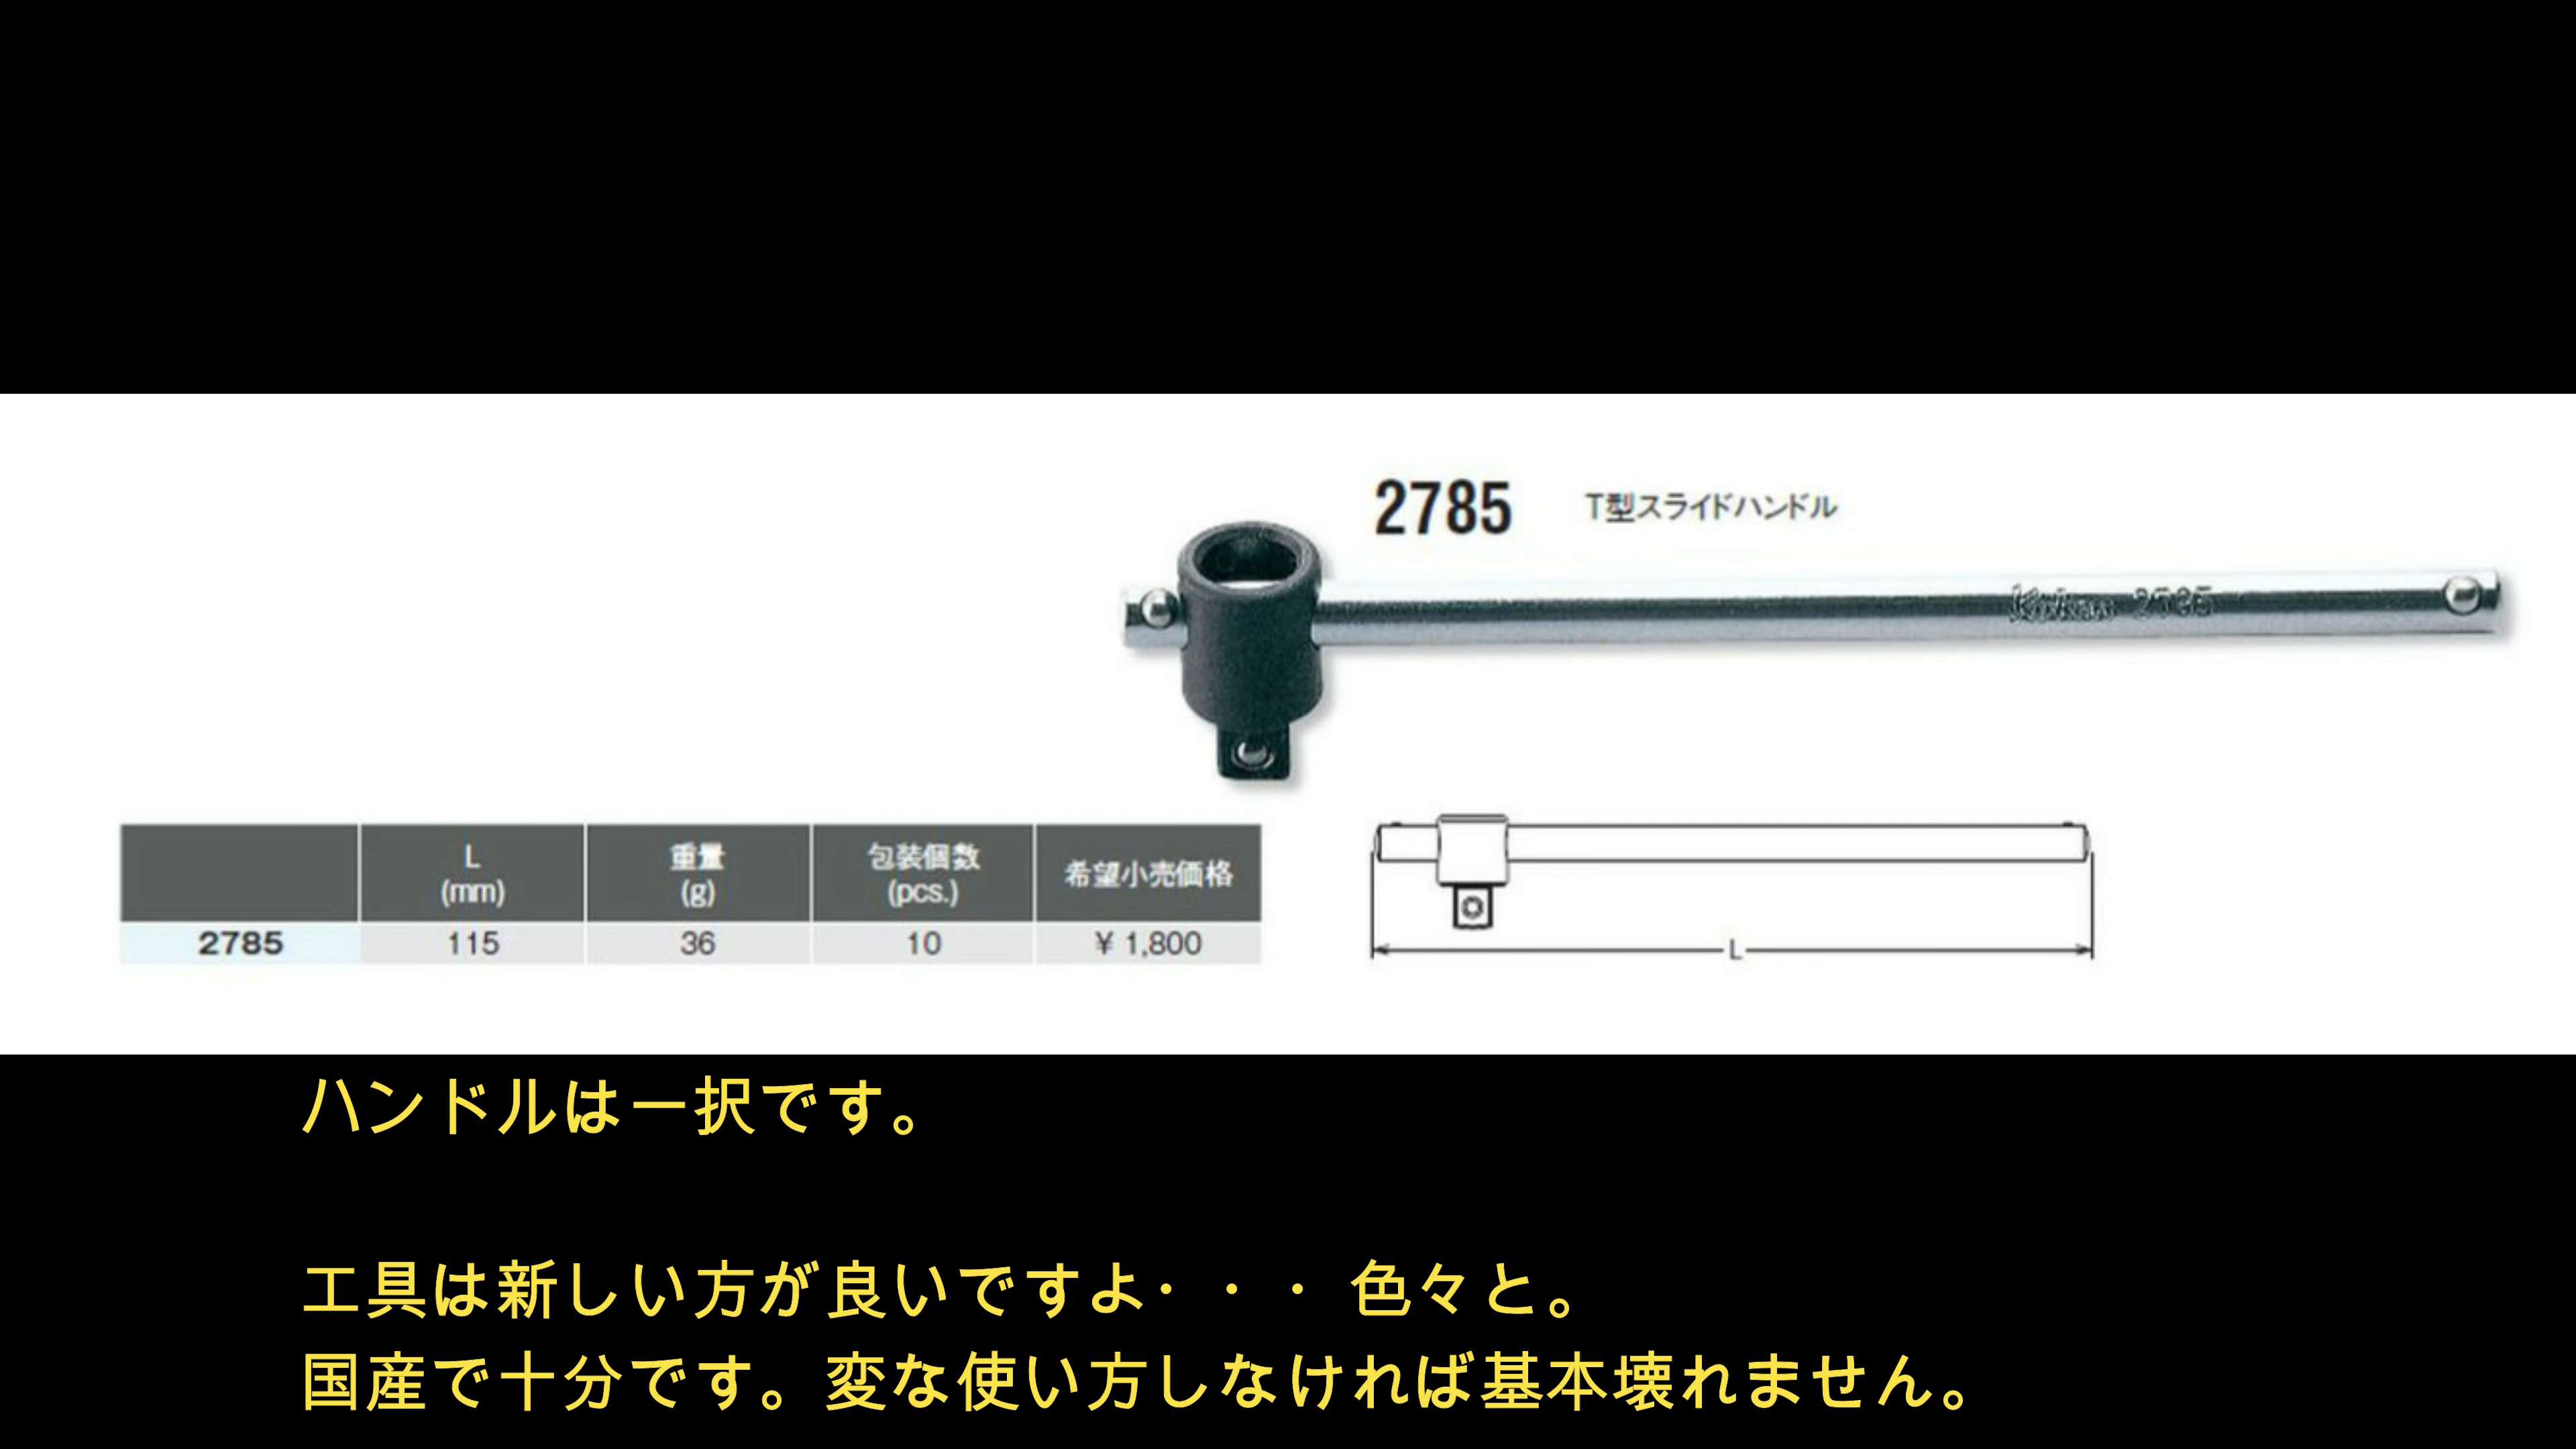 2785 T型スライドハンドル
Koken 2785
L
(mm)
重量
(g)
包装個数
(pcs.)
希望小売価格
2785 115 36 10 ¥ 1,800
L
ハンドルは一択です。
工具は新しい方が良いですよ・・・色々と。
国産で十分です。変な使い方しなければ基本壊れません。